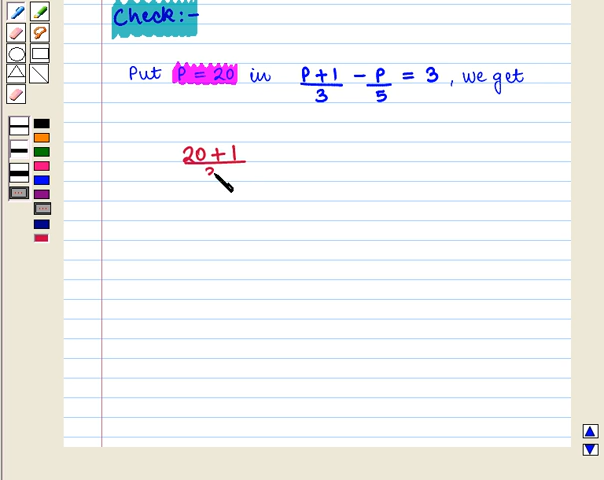 Check:-
Put P = 20 in (P+1)/3 - P/5 = 3, we get
(20+1)/